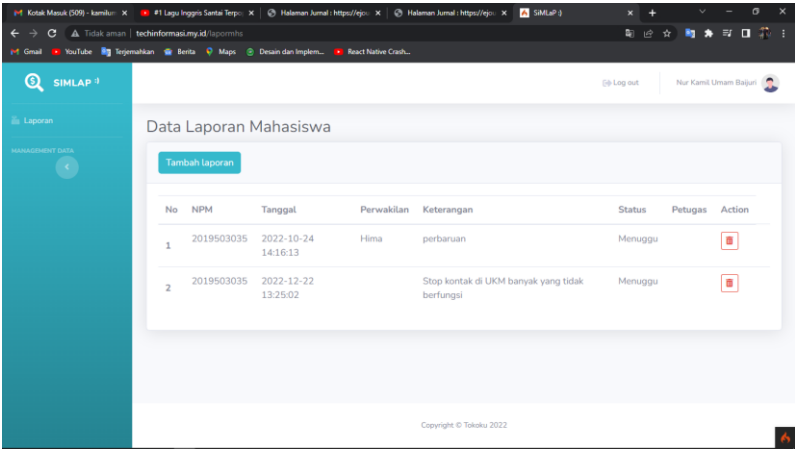 Kotak Masuk (509) - kamilum
#1 Lagu Inggris Santai Terpo
Halaman Jurnal : https://ejou
Halaman Jurnal : https://ejou
SiMLaP :)
Tidak aman | techinformasi.my.id/lapormhs
Gmail YouTube Terjemahkan Berita Maps Desain dan Implem... React Native Crash...
SIMLAP :)
Log out
Nur Kamil Umam Baijuri
Laporan
MANAGEMENT DATA
Data Laporan Mahasiswa
Tambah laporan
No NPM Tanggal Perwakilan Keterangan Status Petugas Action
1 2019503035 2022-10-24 Hima perbaruan Menuggu
14:16:13
2 2019503035 2022-12-22 Stop kontak di UKM banyak yang tidak Menuggu
13:25:02 berfungsi
Copyright © Tokoku 2022